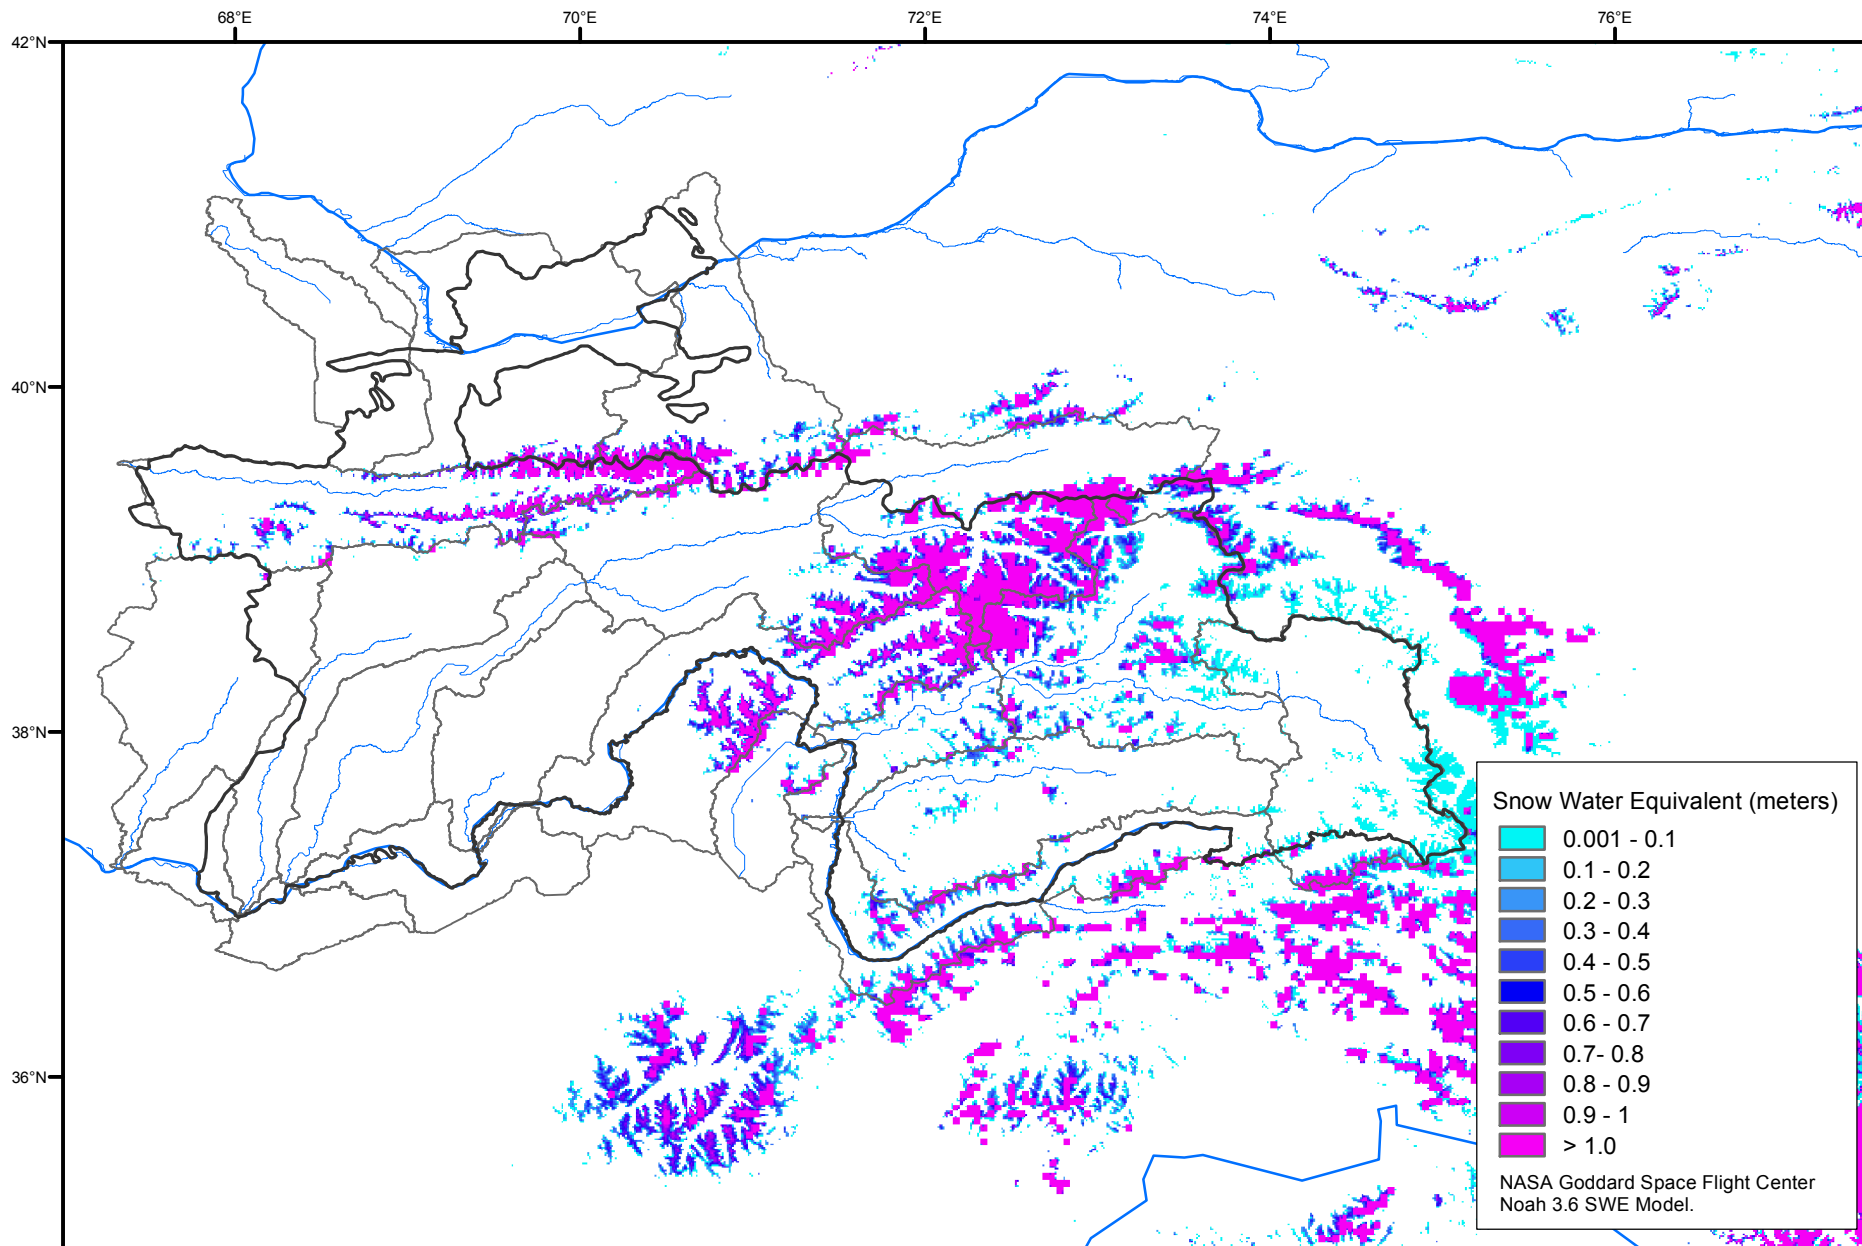 68°E 70°E 72°E 74°E 76°E
42°N
40°N
38°N
36°N
Snow Water Equivalent (meters)
0.001 - 0.1
0.1 - 0.2
0.2 - 0.3
0.3 - 0.4
0.4 - 0.5
0.5 - 0.6
0.6 - 0.7
0.7- 0.8
0.8 - 0.9
0.9 - 1
> 1.0
NASA Goddard Space Flight Center
Noah 3.6 SWE Model.